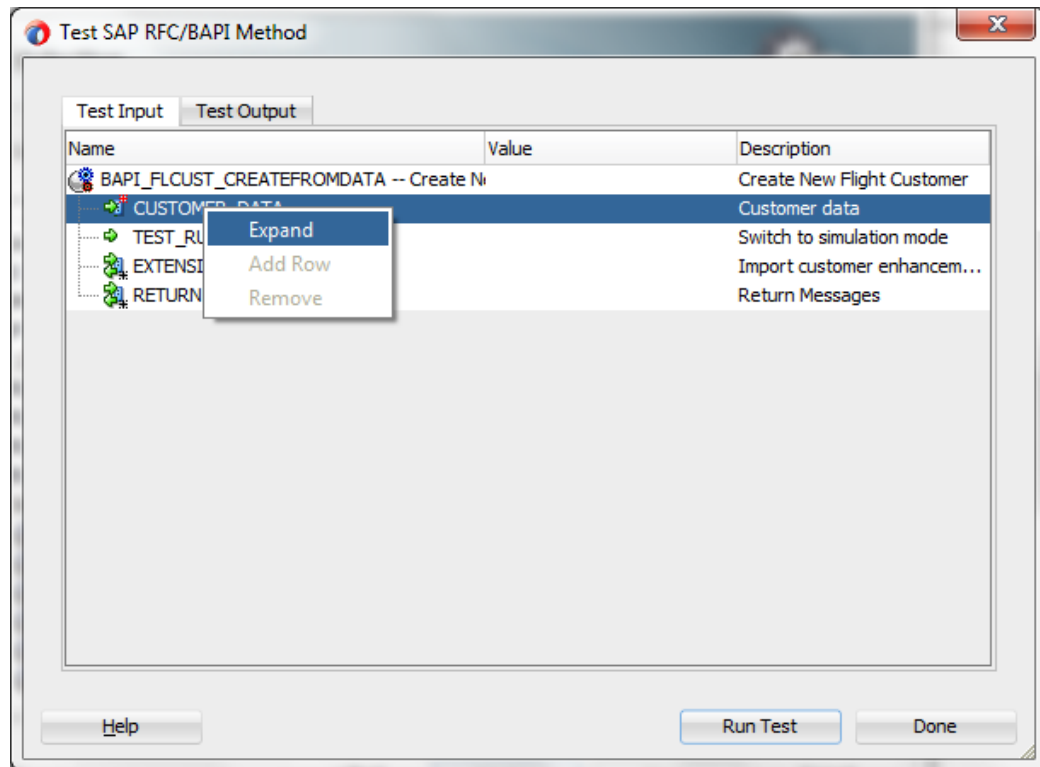 Test SAP RFC/BAPI Method
Test Input Test Output
Name Value Description
BAPI_FLCUST_CREATEFROMDATA -- Create N Create New Flight Customer
CUSTOMER_DATA Customer data
TEST_RU Switch to simulation mode
EXTENSI Import customer enhancem...
RETURN Return Messages
Expand
Add Row
Remove
Help Run Test Done